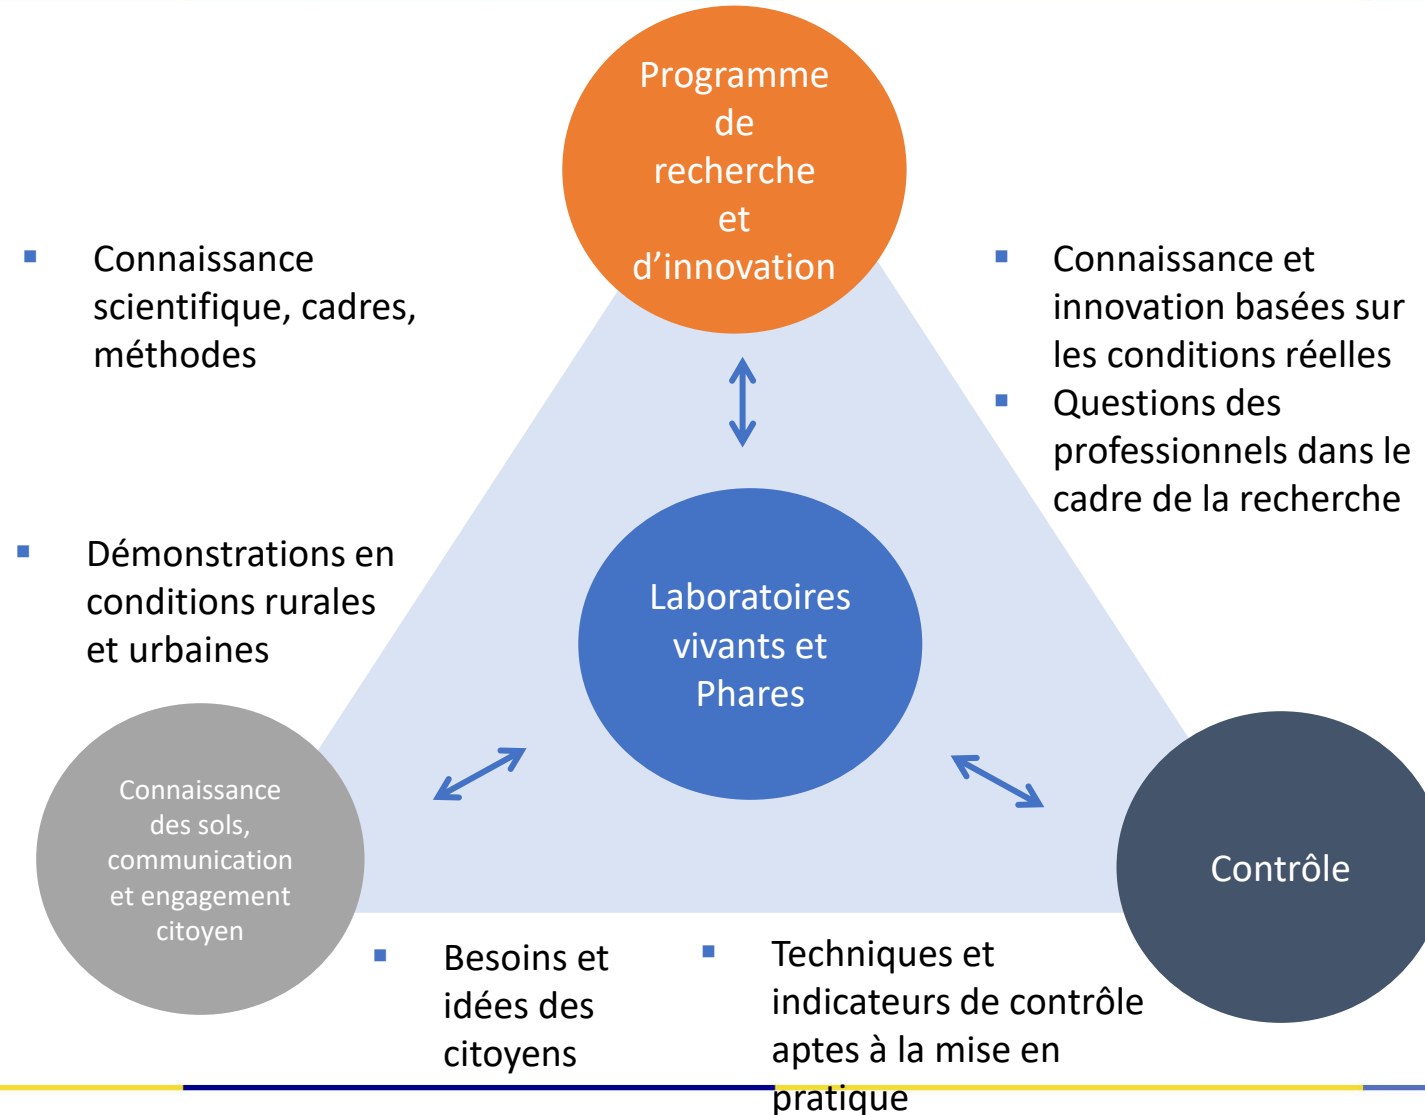 Programme
de
recherche
et
d’innovation
▪ Connaissance
scientifique, cadres,
méthodes
▪ Connaissance et
innovation basées sur
les conditions réelles
▪ Questions des
professionnels dans le
cadre de la recherche
▪ Démonstrations en
conditions rurales
et urbaines
Laboratoires
vivants et
Phares
Connaissance
des sols,
communication
et engagement
citoyen
Contrôle
▪ Besoins et
idées des
citoyens
▪ Techniques et
indicateurs de contrôle
aptes à la mise en
pratique